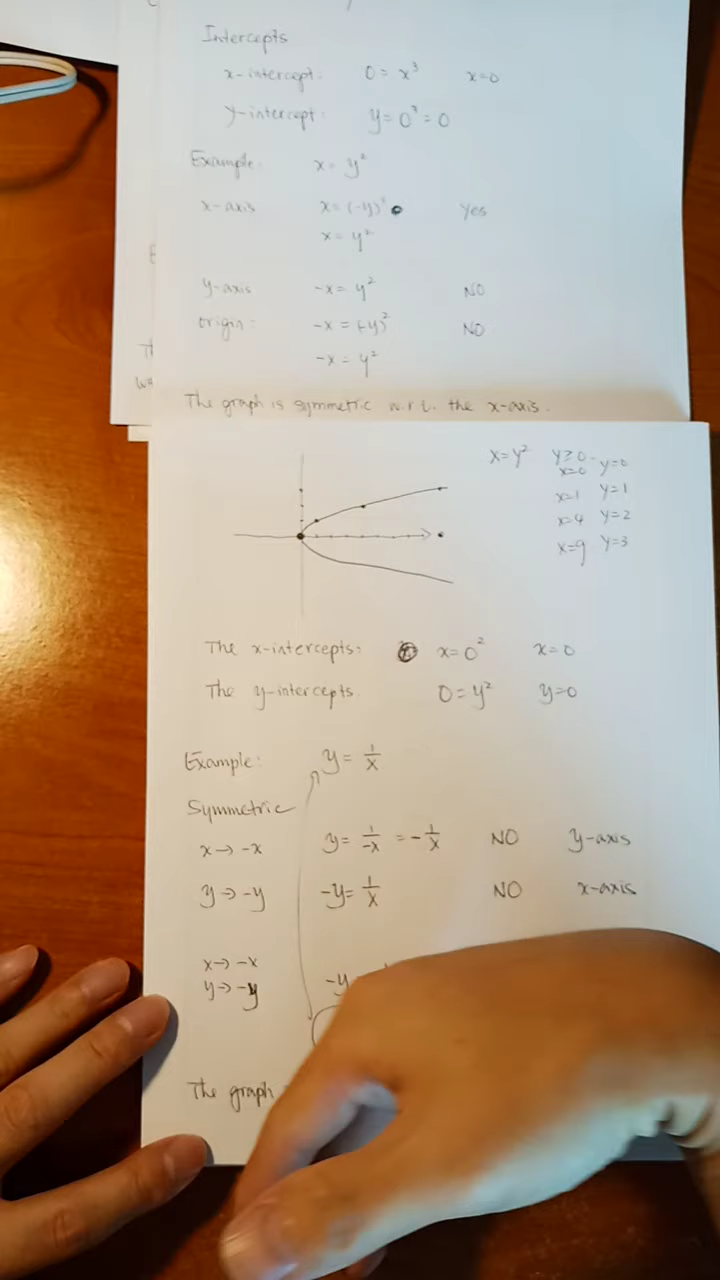 Intercepts
x-intercept: 0 = x³ x=0
y-intercept: y = 0³ = 0
Example: x = y²
x-axis x = (-y)² Yes
x = y²
y-axis -x = y² NO
origin: -x = (-y)² NO
-x = y²
The graph is symmetric w.r.t. the x-axis.
x=y² y≥0
x=0 y=0
x=1 y=1
x=4 y=2
x=9 y=3
The x-intercepts: x=0² x=0
The y-intercepts 0=y² y=0
Example: y = 1/x
Symmetric
x → -x y = 1/-x = -1/x NO y-axis
y → -y -y = 1/x NO x-axis
x → -x
y → -y -y
The graph